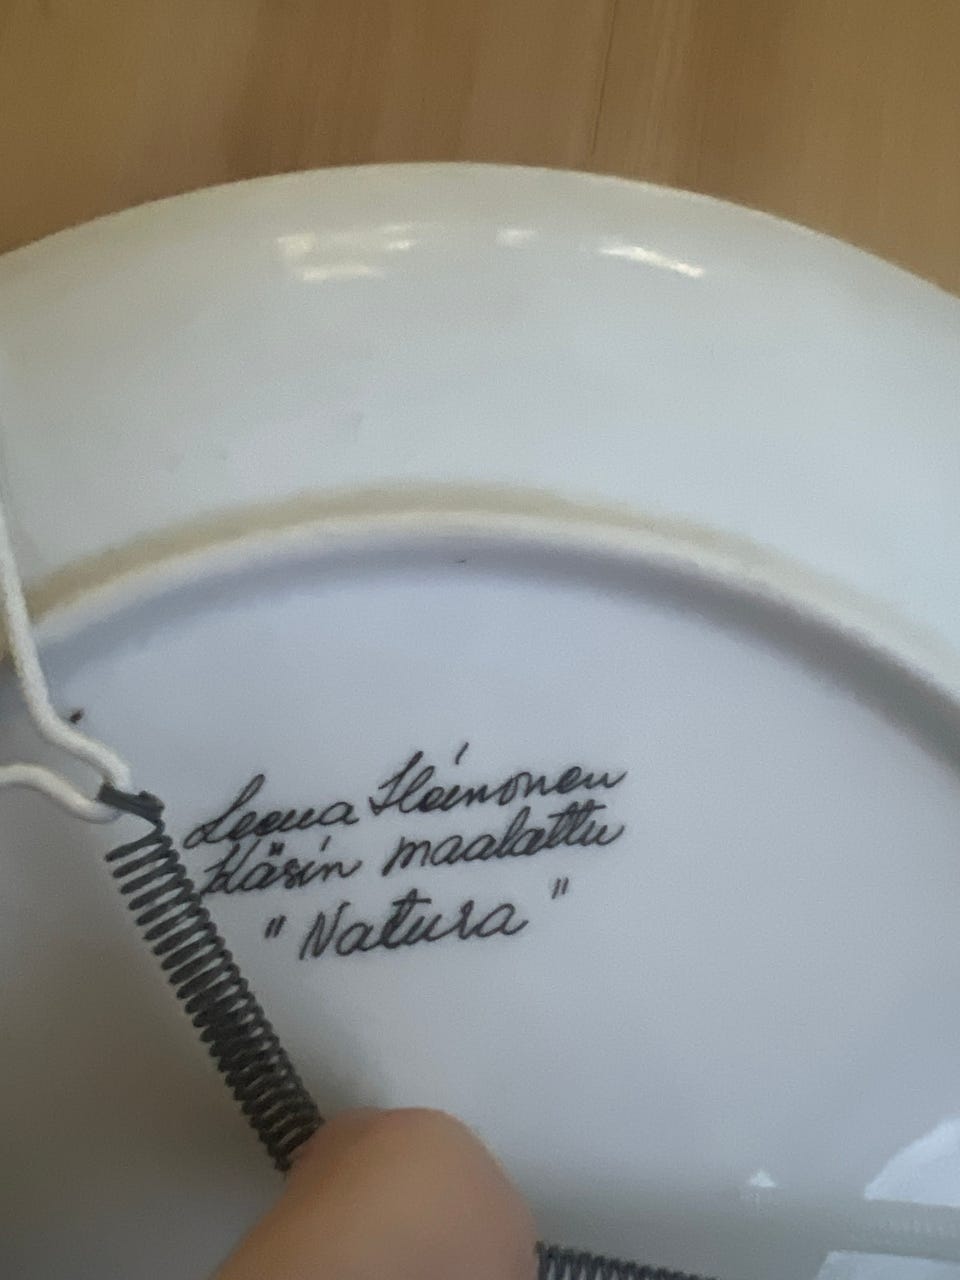 Leena Heinonen
Käsin maalattu
"Natura"